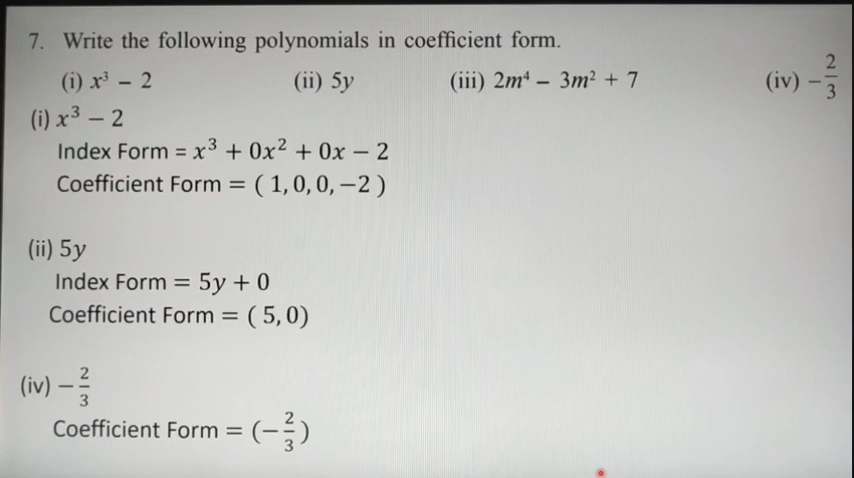 7. Write the following polynomials in coefficient form.
(i) x³ – 2 (ii) 5y (iii) 2m⁴ – 3m² + 7 (iv) –2/3
(i) x³ – 2
Index Form = x³ + 0x² + 0x – 2
Coefficient Form = ( 1, 0, 0, –2 )
(ii) 5y
Index Form = 5y + 0
Coefficient Form = ( 5, 0)
(iv) –2/3
Coefficient Form = (–2/3)